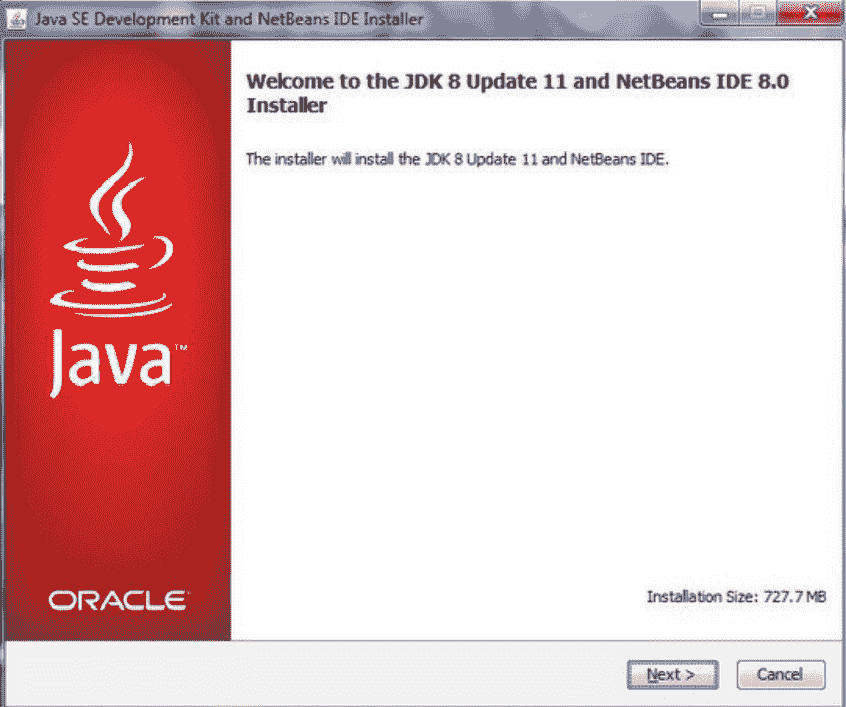 Java SE Development Kit and NetBeans IDE Installer
Welcome to the JDK 8 Update 11 and NetBeans IDE 8.0
Installer
The installer will install the JDK 8 Update 11 and NetBeans IDE.
Java™
ORACLE
Installation Size: 727.7 MB
Next >
Cancel